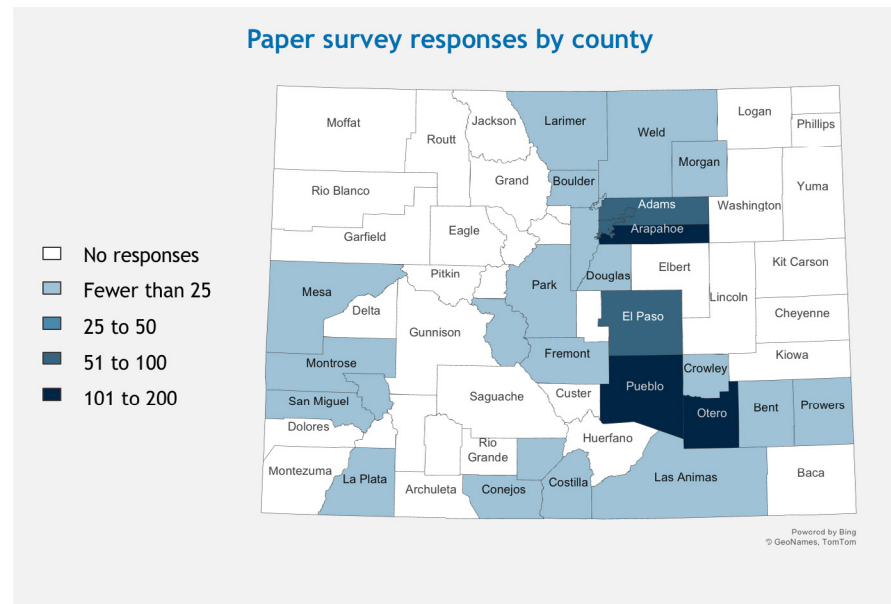 Paper survey responses by county
No responses
Fewer than 25
25 to 50
51 to 100
101 to 200
Moffat
Routt
Jackson
Larimer
Weld
Logan
Phillips
Morgan
Rio Blanco
Grand
Boulder
Yuma
Washington
Adams
Arapahoe
Garfield
Eagle
Pitkin
Mesa
Delta
Park
Douglas
Elbert
Kit Carson
Lincoln
Gunnison
El Paso
Cheyenne
Montrose
Fremont
Kiowa
Crowley
San Miguel
Saguache
Custer
Pueblo
Otero
Bent
Prowers
Dolores
Rio
Grande
Huerfano
Montezuma
La Plata
Archuleta
Conejos
Costilla
Las Animas
Baca
Powered by Bing
© GeoNames, TomTom